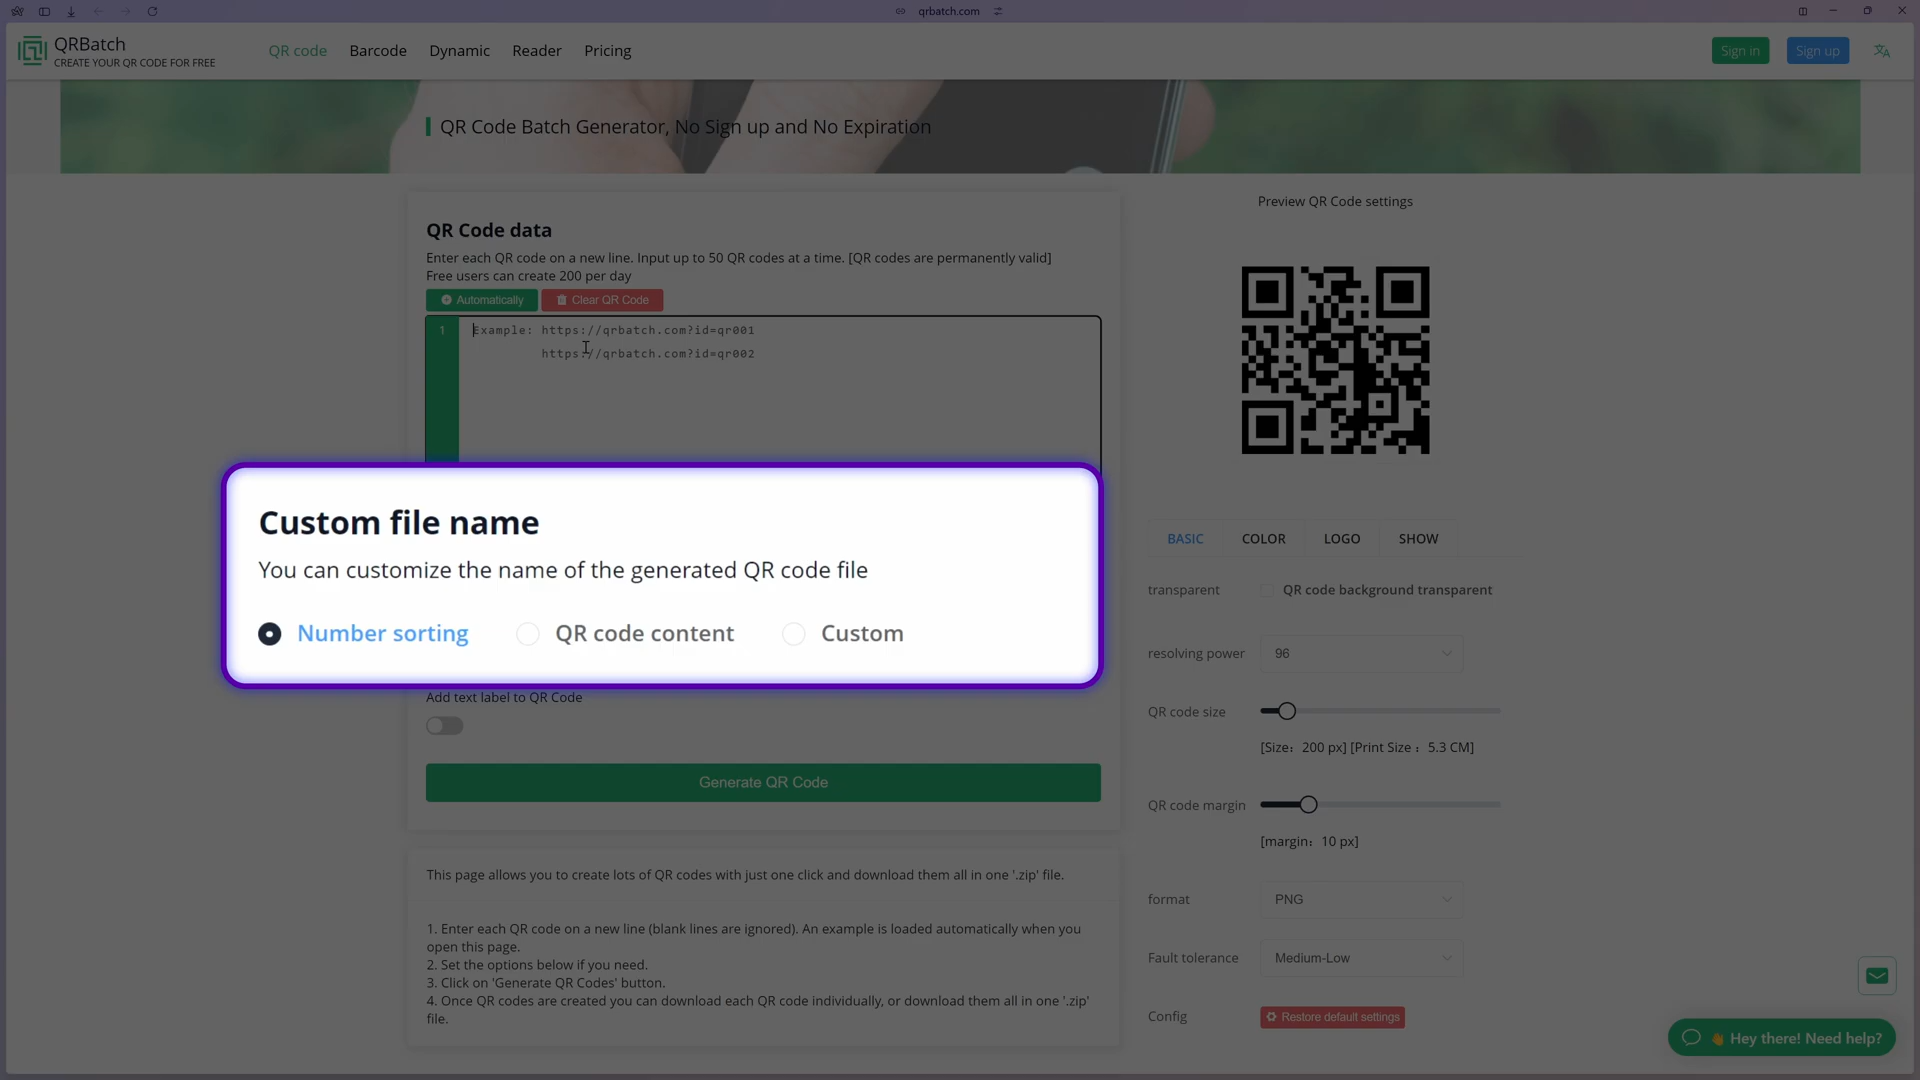 qrbatch.com
QRBatch
CREATE YOUR QR CODE FOR FREE
QR code Barcode Dynamic Reader Pricing
Sign in Sign up
QR Code Batch Generator, No Sign up and No Expiration
QR Code data
Enter each QR code on a new line. Input up to 50 QR codes at a time. [QR codes are permanently valid]
Free users can create 200 per day
Automatically Clear QR Code
1 Example: https://qrbatch.com?id=qr001
https://qrbatch.com?id=qr002
Custom file name
You can customize the name of the generated QR code file
Number sorting QR code content Custom
Add text label to QR Code
Generate QR Code
This page allows you to create lots of QR codes with just one click and download them all in one '.zip' file.
1. Enter each QR code on a new line (blank lines are ignored). An example is loaded automatically when you
open this page.
2. Set the options below if you need.
3. Click on 'Generate QR Codes' button.
4. Once QR codes are created you can download each QR code individually, or download them all in one '.zip'
file.
Preview QR Code settings
BASIC COLOR LOGO SHOW
transparent QR code background transparent
resolving power 96
QR code size
[Size: 200 px] [Print Size : 5.3 CM]
QR code margin
[margin: 10 px]
format PNG
Fault tolerance Medium-Low
Config Restore default settings
👋 Hey there! Need help?